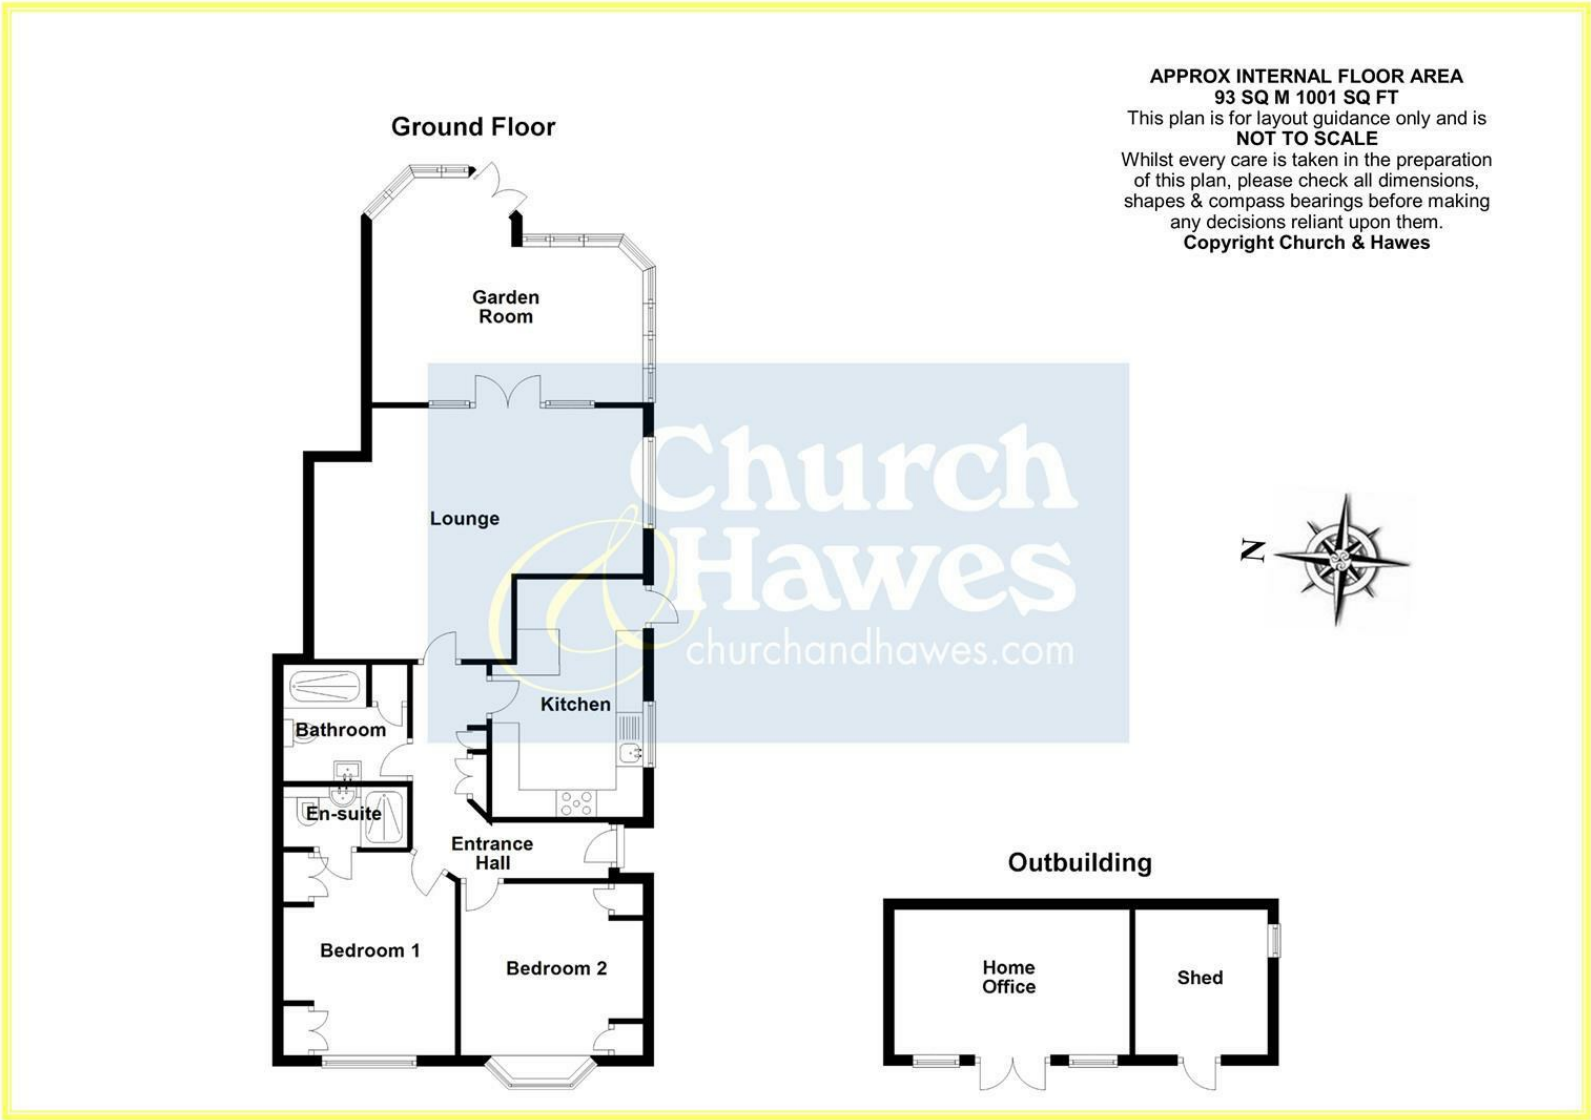 APPROX INTERNAL FLOOR AREA
93 SQ M 1001 SQ FT
This plan is for layout guidance only and is
NOT TO SCALE
Whilst every care is taken in the preparation
of this plan, please check all dimensions,
shapes & compass bearings before making
any decisions reliant upon them.
Copyright Church & Hawes
Ground Floor
Garden
Room
Church
& Hawes
churchandhawes.com
Lounge
N
Kitchen
Bathroom
En-suite
Entrance
Hall
Bedroom 1
Bedroom 2
Outbuilding
Home
Office
Shed